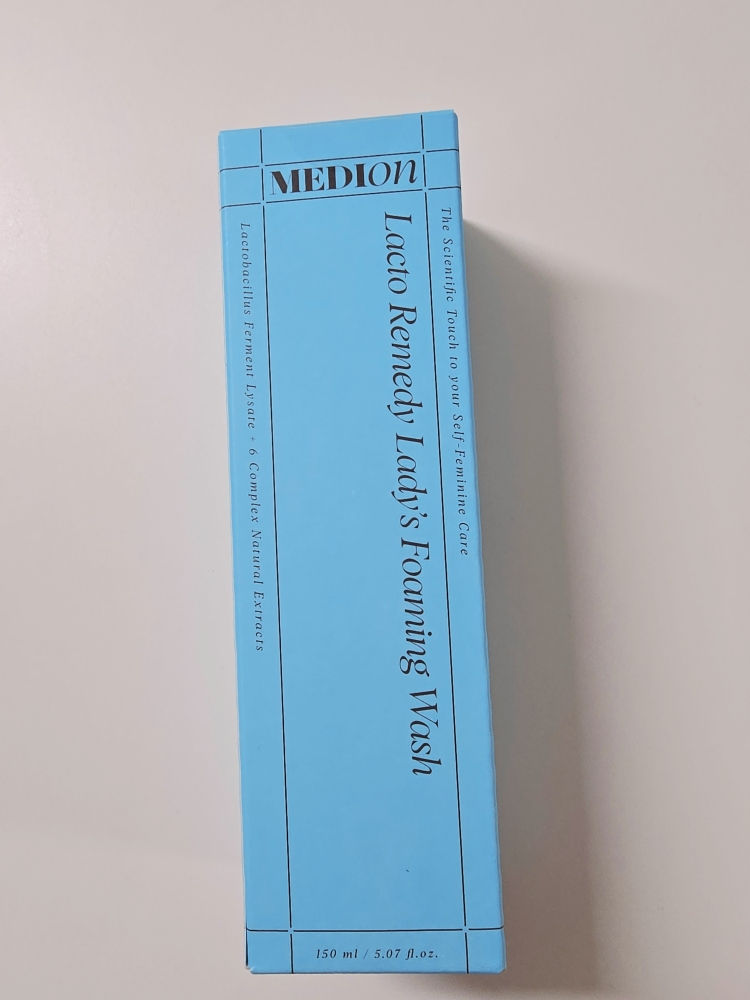 MEDIon
The Scientific Touch to your Self-Feminine Care
Lacto Remedy Lady's Foaming Wash
Lactobacillus Ferment Lysate + 6 Complex Natural Extracts
150 ml / 5.07 fl.oz.